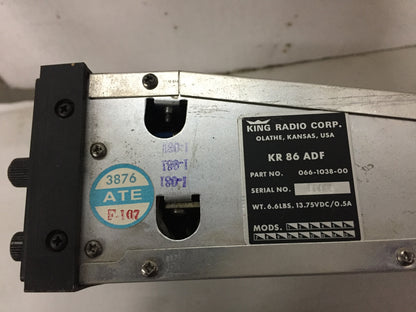 KING RADIO CORP.
OLATHE, KANSAS, USA
KR 86 ADF
PART NO. 066-1038-00
SERIAL NO.
WT. 6.6LBS. 13.75VDC/0.5A
MODS.
3876
ATE
F-107